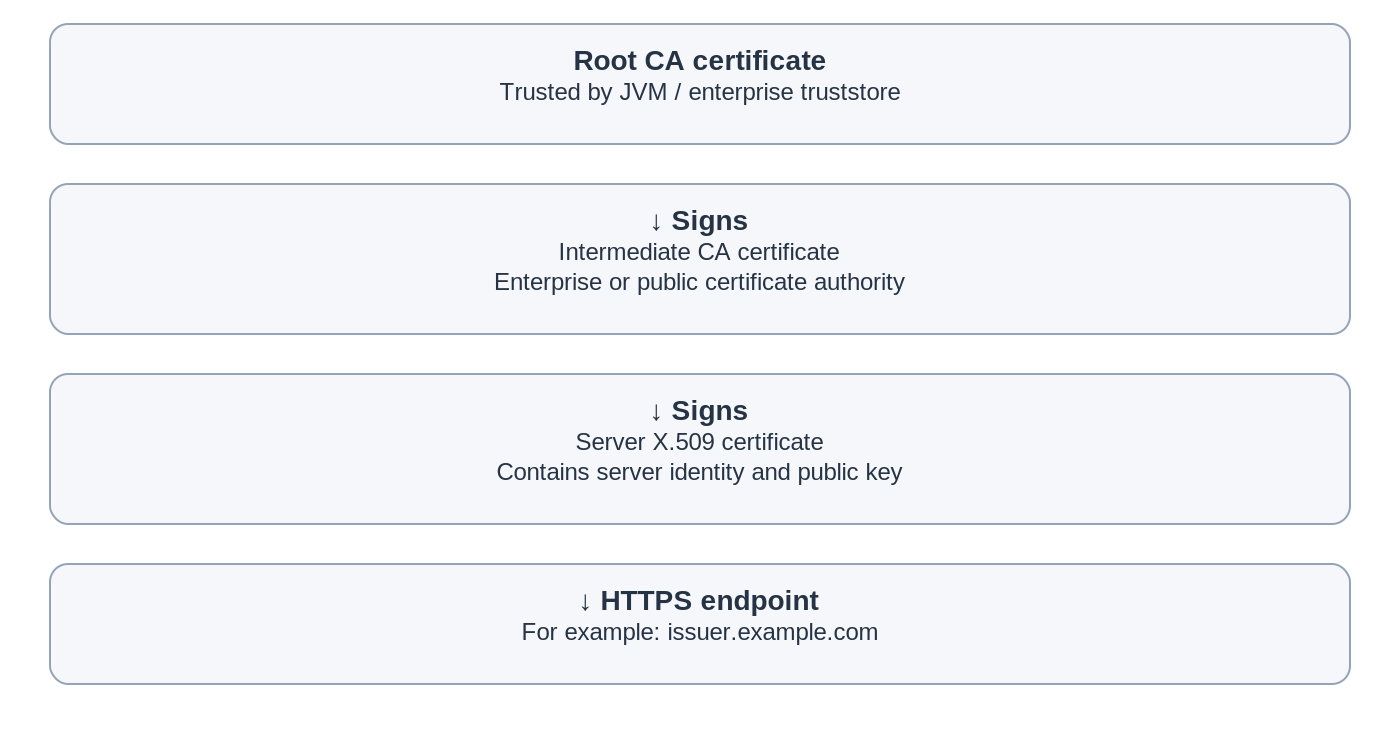 Root CA certificate
Trusted by JVM / enterprise truststore
↓ Signs
Intermediate CA certificate
Enterprise or public certificate authority
↓ Signs
Server X.509 certificate
Contains server identity and public key
↓ HTTPS endpoint
For example: issuer.example.com